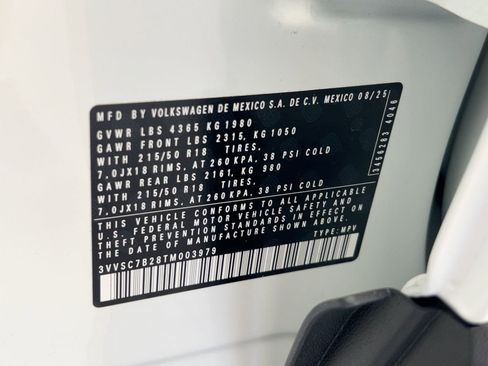 MFD BY VOLKSWAGEN DE MEXICO S.A. DE C.V. MEXICO 08/25
GVWR LBS 4365 KG 1980
GAWR FRONT LBS 2315, KG 1050
WITH 215/50 R18 TIRES.
7.0JX18 RIMS, AT 260 KPA, 38 PSI COLD
GAWR REAR LBS 2161, KG 980
WITH 215/50 R18 TIRES.
7.0JX18 RIMS, AT 260 KPA, 38 PSI COLD
THIS VEHICLE CONFORMS TO ALL APPLICABLE
U.S. FEDERAL MOTOR VEHICLE SAFETY AND
THEFT PREVENTION STANDARDS IN EFFECT ON
THE DATE OF MANUFACTURE SHOWN ABOVE.
3VVSC7B28TM003979 TYPE: MPV
3456283 4046